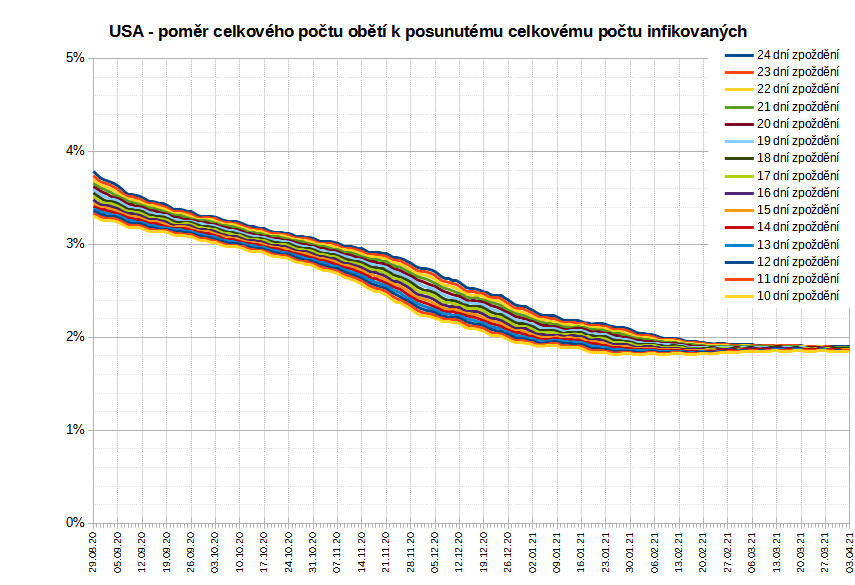 USA - poměr celkového počtu obětí k posunutému celkovému počtu infikovaných
5%
4%
3%
2%
1%
0%
24 dní zpoždění
23 dní zpoždění
22 dní zpoždění
21 dní zpoždění
20 dní zpoždění
19 dní zpoždění
18 dní zpoždění
17 dní zpoždění
16 dní zpoždění
15 dní zpoždění
14 dní zpoždění
13 dní zpoždění
12 dní zpoždění
11 dní zpoždění
10 dní zpoždění
29.08.20
05.09.20
12.09.20
19.09.20
26.09.20
03.10.20
10.10.20
17.10.20
24.10.20
31.10.20
07.11.20
14.11.20
21.11.20
28.11.20
05.12.20
12.12.20
19.12.20
26.12.20
02.01.21
09.01.21
16.01.21
23.01.21
30.01.21
06.02.21
13.02.21
20.02.21
27.02.21
06.03.21
13.03.21
20.03.21
27.03.21
03.04.21